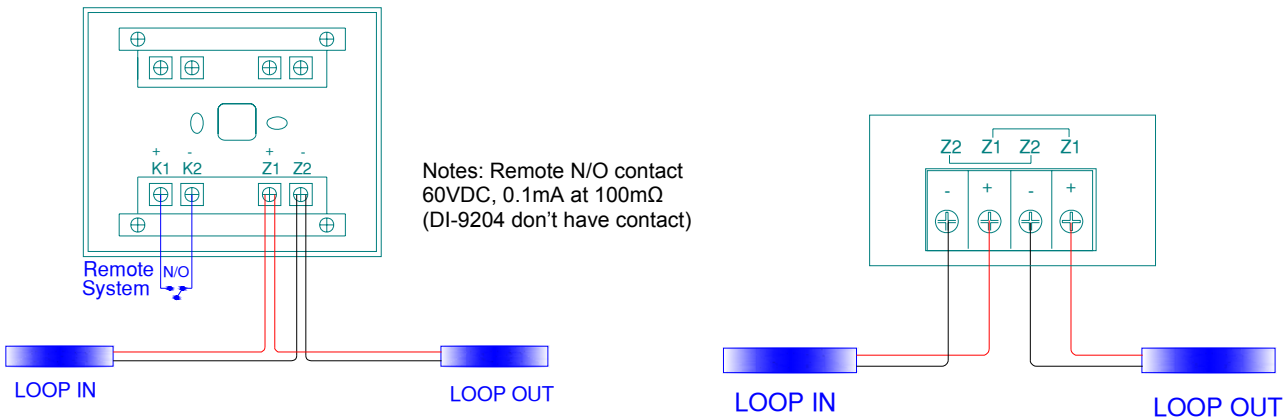 + - + -
K1 K2 Z1 Z2
Remote N/O
System
LOOP IN
LOOP OUT
Notes: Remote N/O contact
60VDC, 0.1mA at 100mΩ
(DI-9204 don't have contact)
Z2 Z1 Z2 Z1
- + - +
LOOP IN
LOOP OUT